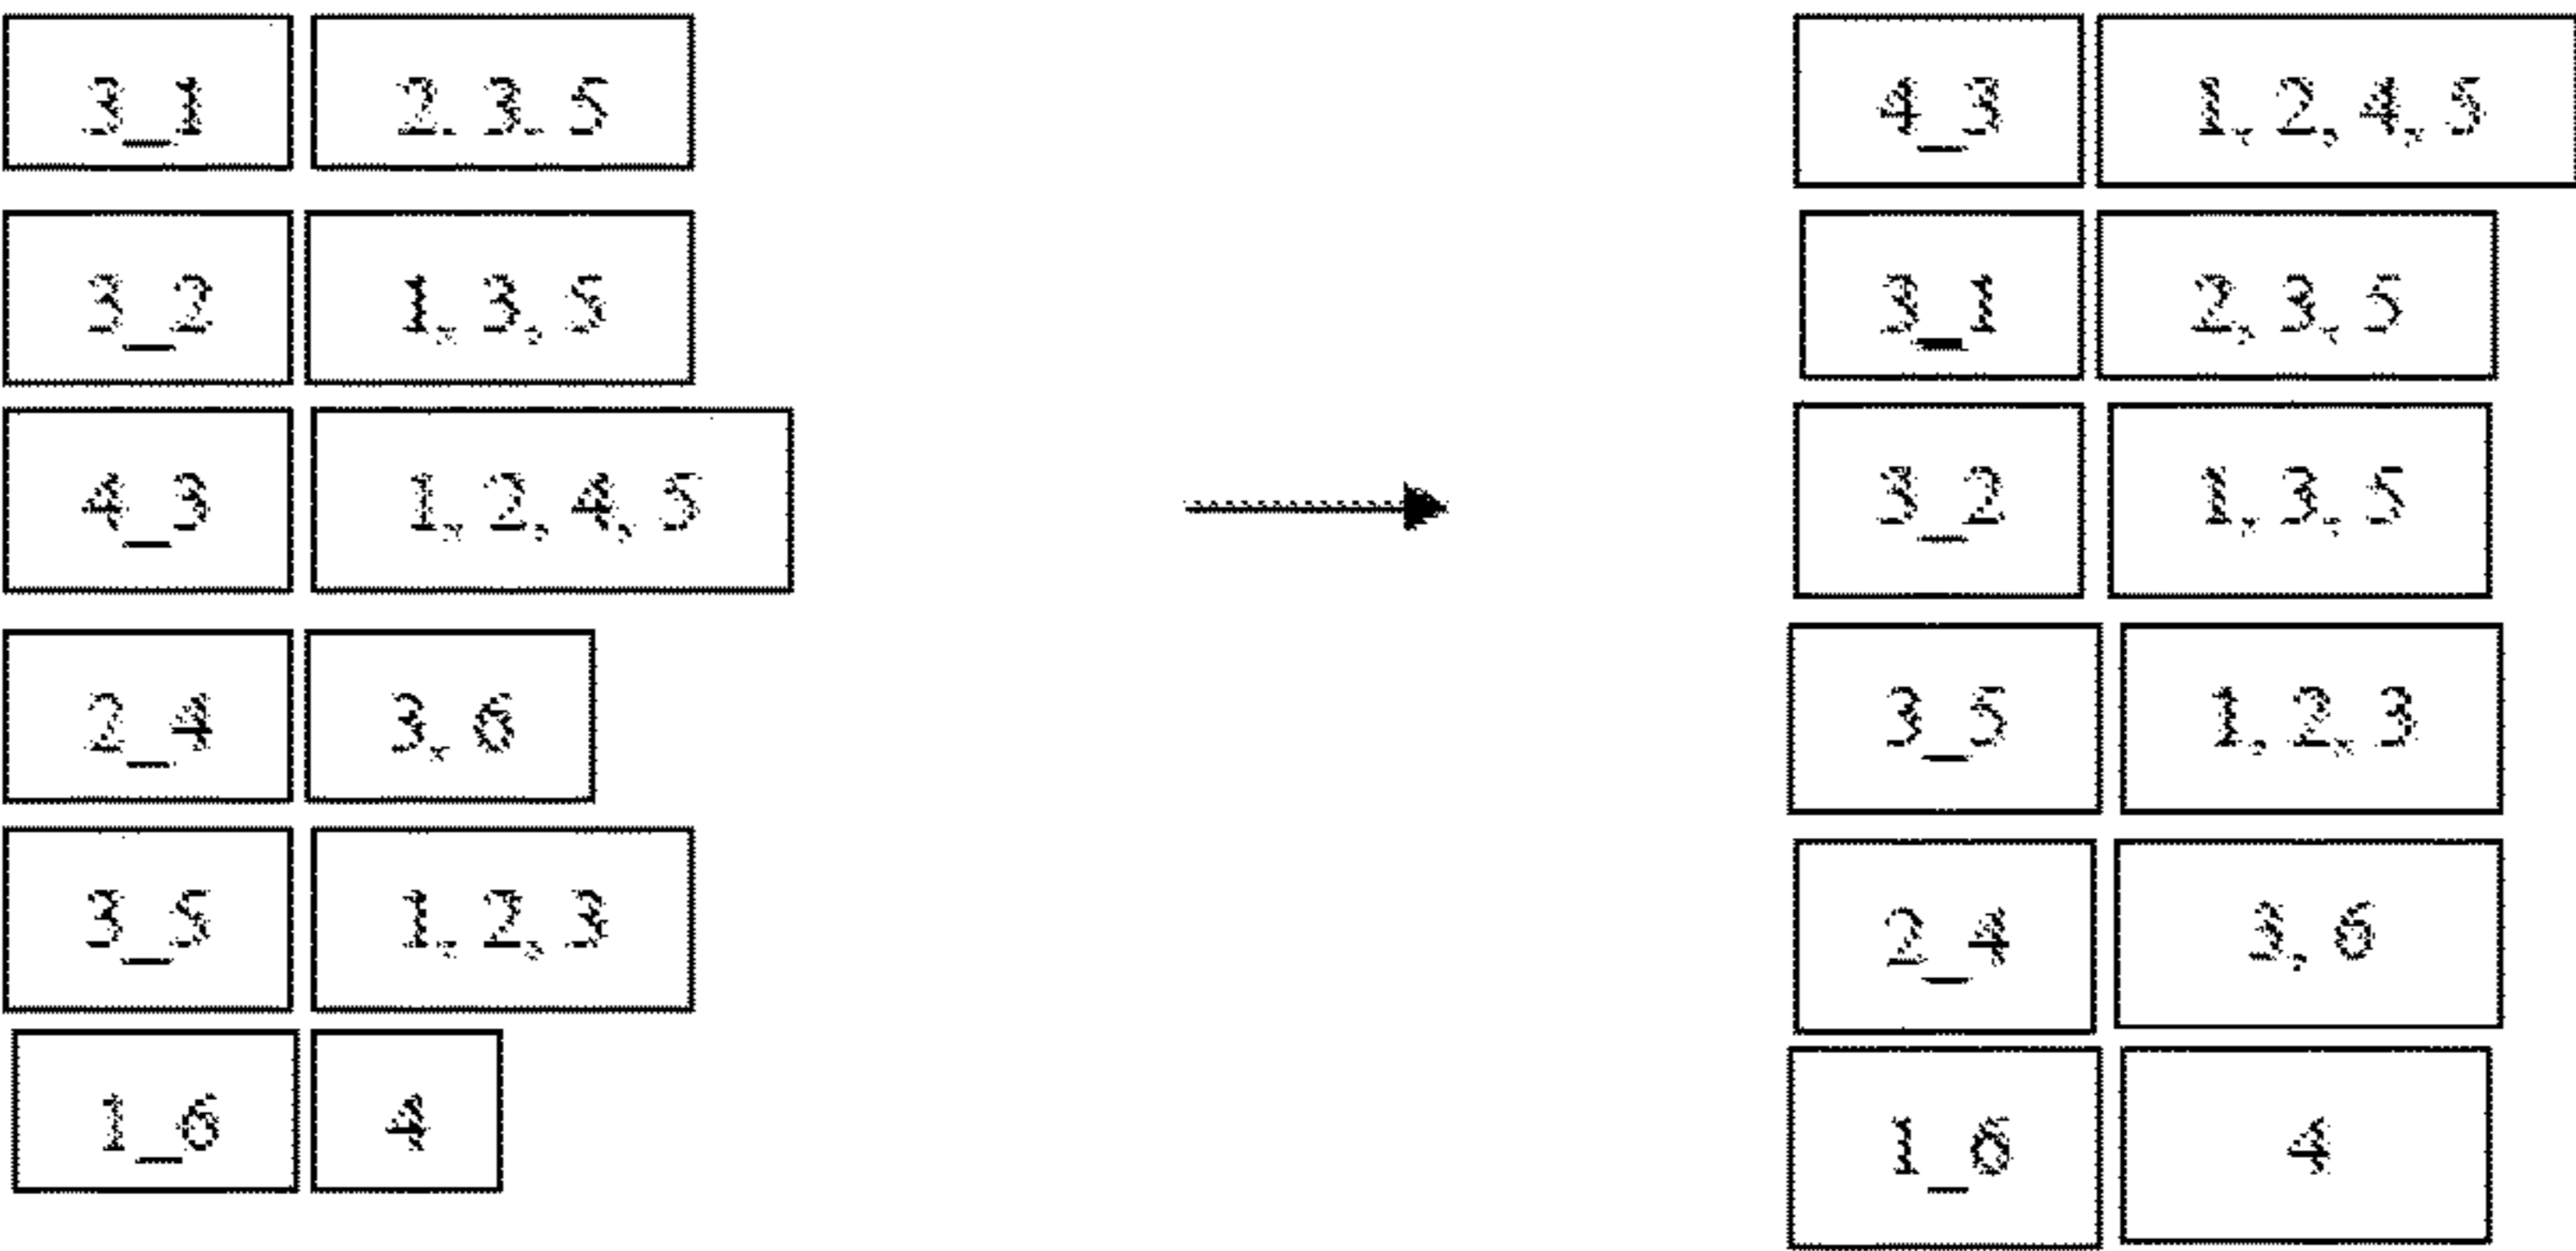 3_1 2, 3, 5
3_2 1, 3, 5
4_3 1, 2, 4, 5
2_4 3, 6
3_5 1, 2, 3
1_6 4
4_3 1, 2, 4, 5
3_1 2, 3, 5
3_2 1, 3, 5
3_5 1, 2, 3
2_4 3, 6
1_6 4